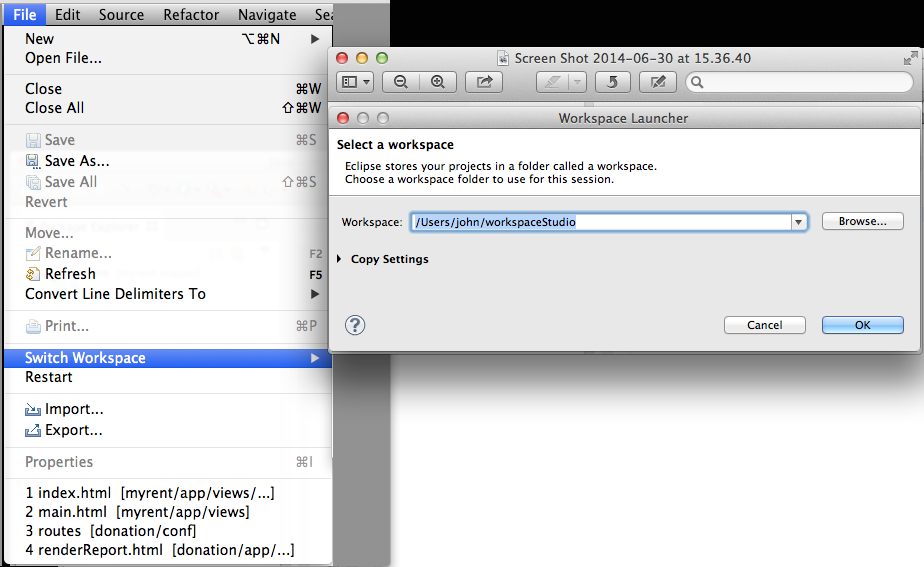 File Edit Source Refactor Navigate Sea
New ⌥⌘N
Open File...
Close ⌘W
Close All ⇧⌘W
Save ⌘S
Save As...
Save All ⇧⌘S
Revert
Move...
Rename... F2
Refresh F5
Convert Line Delimiters To
Print... ⌘P
Switch Workspace
Restart
Import...
Export...
Properties ⌘I
1 index.html [myrent/app/views/...]
2 main.html [myrent/app/views]
3 routes [donation/conf]
4 renderReport.html [donation/app/...]
Screen Shot 2014-06-30 at 15.36.40
Workspace Launcher
Select a workspace
Eclipse stores your projects in a folder called a workspace.
Choose a workspace folder to use for this session.
Workspace: /Users/john/workspaceStudio Browse...
Copy Settings
? Cancel OK